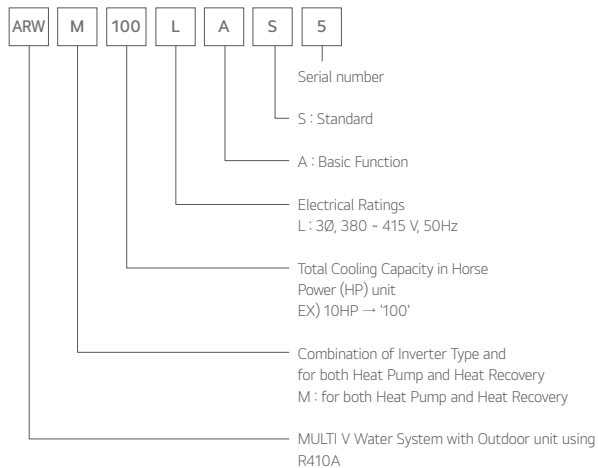 ARW M 100 L A S 5
Serial number
S : Standard
A : Basic Function
Electrical Ratings
L : 3Ø, 380 ~ 415 V, 50Hz
Total Cooling Capacity in Horse
Power (HP) unit
EX) 10HP → '100'
Combination of Inverter Type and
for both Heat Pump and Heat Recovery
M : for both Heat Pump and Heat Recovery
MULTI V Water System with Outdoor unit using
R410A